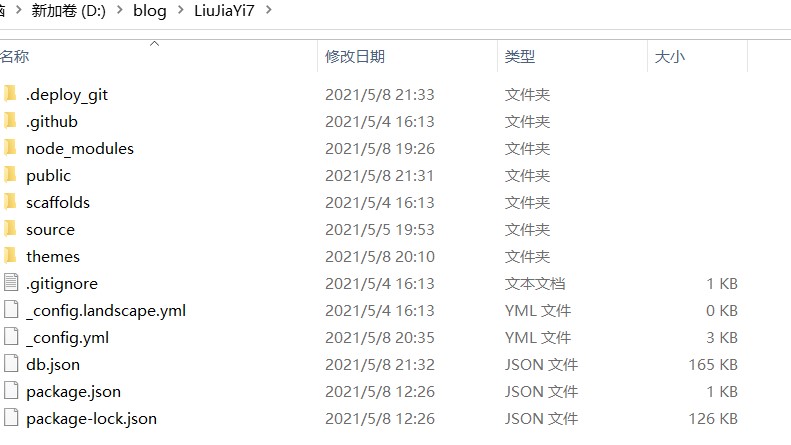 脑 > 新加卷 (D:) > blog > LiuJiaYi7 >
名称 修改日期 类型 大小
.deploy_git 2021/5/8 21:33 文件夹
.github 2021/5/4 16:13 文件夹
node_modules 2021/5/8 19:26 文件夹
public 2021/5/8 21:31 文件夹
scaffolds 2021/5/4 16:13 文件夹
source 2021/5/5 19:53 文件夹
themes 2021/5/8 20:10 文件夹
.gitignore 2021/5/4 16:13 文本文档 1 KB
_config.landscape.yml 2021/5/4 16:13 YML 文件 0 KB
_config.yml 2021/5/8 20:35 YML 文件 3 KB
db.json 2021/5/8 21:32 JSON 文件 165 KB
package.json 2021/5/8 12:26 JSON 文件 1 KB
package-lock.json 2021/5/8 12:26 JSON 文件 126 KB